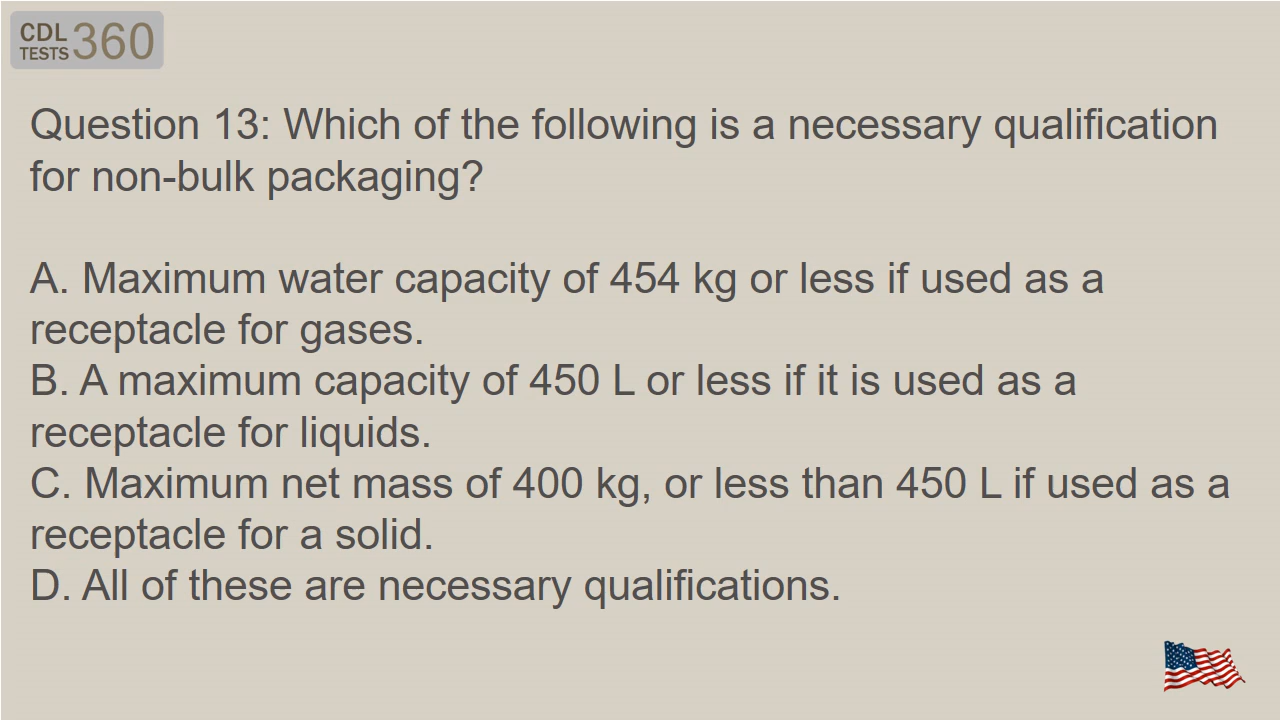 CDL
TESTS 360
Question 13: Which of the following is a necessary qualification
for non-bulk packaging?
A. Maximum water capacity of 454 kg or less if used as a
receptacle for gases.
B. A maximum capacity of 450 L or less if it is used as a
receptacle for liquids.
C. Maximum net mass of 400 kg, or less than 450 L if used as a
receptacle for a solid.
D. All of these are necessary qualifications.